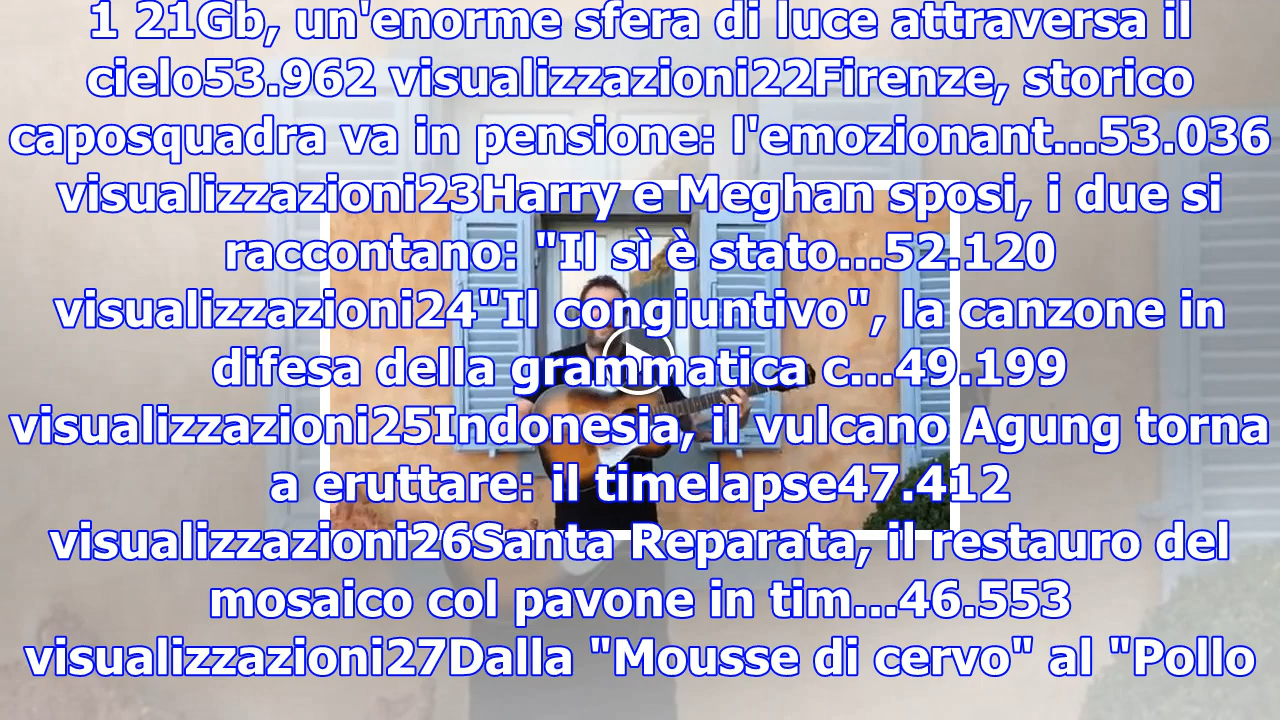 1 21Gb, un'enorme sfera di luce attraversa il
cielo53.962 visualizzazioni22Firenze, storico
caposquadra va in pensione: l'emozionant...53.036
visualizzazioni23Harry e Meghan sposi, i due si
raccontano: "Il sì è stato...52.120
visualizzazioni24"Il congiuntivo", la canzone in
difesa della grammatica c...49.199
visualizzazioni25Indonesia, il vulcano Agung torna
a eruttare: il timelapse47.412
visualizzazioni26Santa Reparata, il restauro del
mosaico col pavone in tim...46.553
visualizzazioni27Dalla "Mousse di cervo" al "Pollo